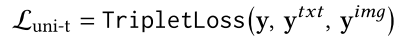 ℒ_uni-t = TripletLoss(y, y^txt, y^img)